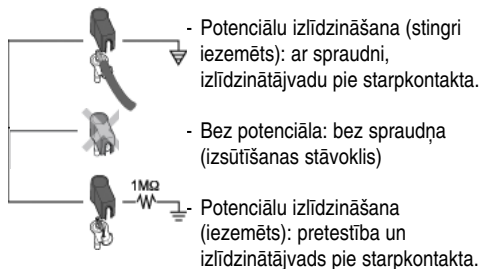 - Potenciālu izlīdzināšana (stingri
iezemēts): ar spraudni,
izlīdzinātājvadu pie starpkontakta.
- Bez potenciāla: bez spraudņa
(izsūtīšanas stāvoklis)
1MΩ
- Potenciālu izlīdzināšana
(iezemēts): pretestība un
izlīdzinātājvads pie starpkontakta.